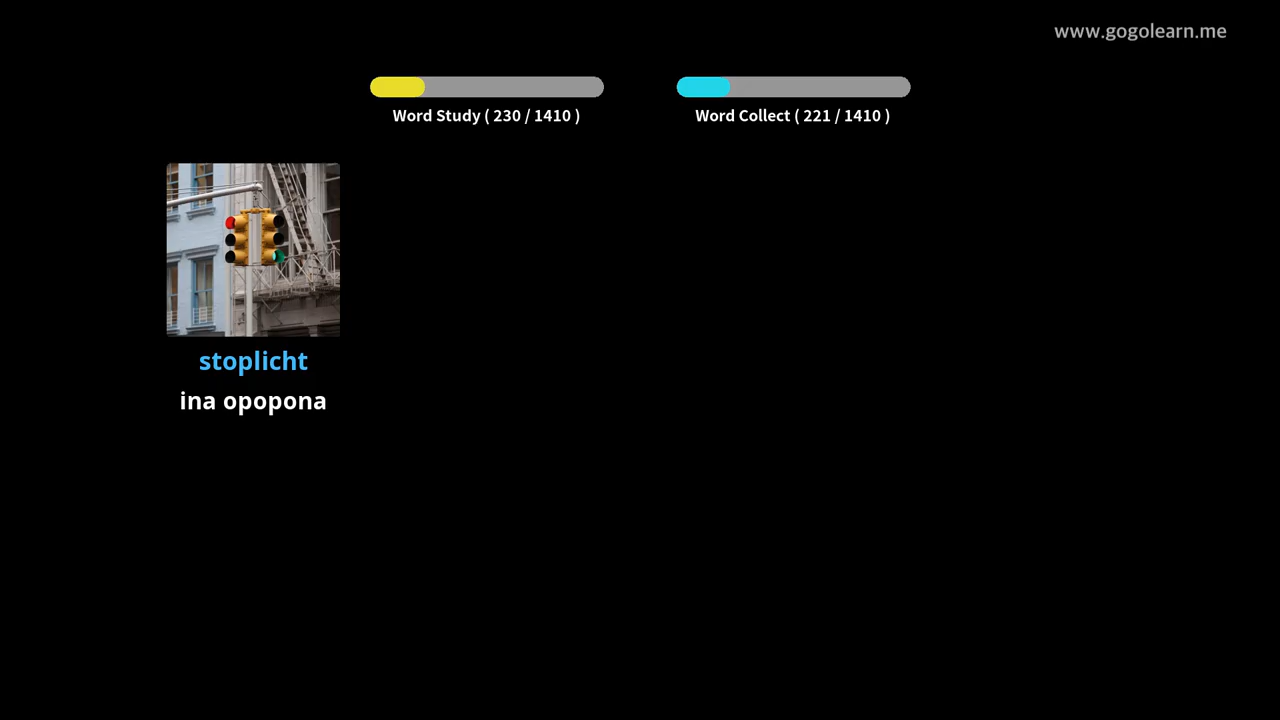 www.gogolearn.me
Word Study ( 230 / 1410 )
Word Collect ( 221 / 1410 )
stoplicht
ina opopona